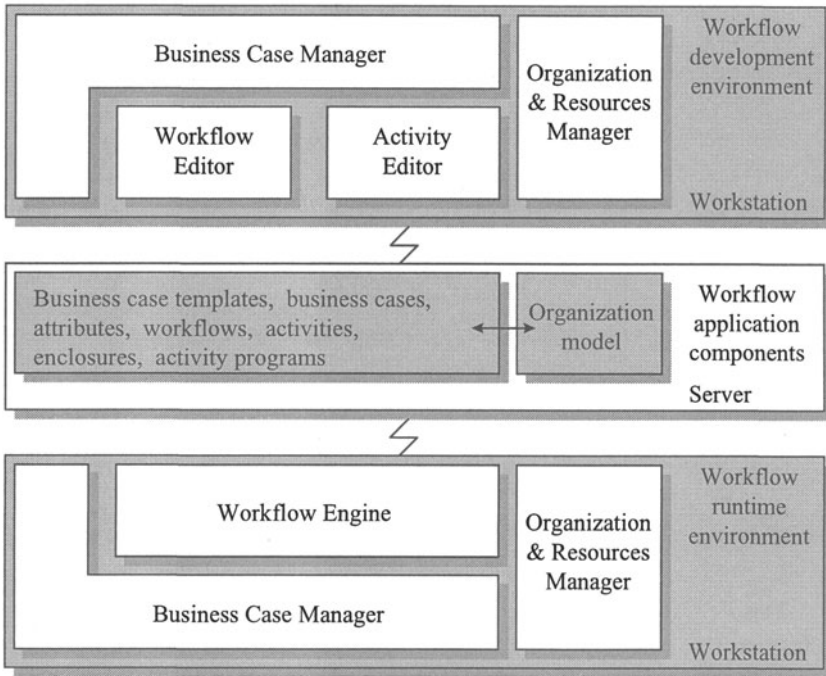 Business Case Manager
Workflow
Editor
Activity
Editor
Organization
& Resources
Manager
Workflow
development
environment
Workstation
Business case templates, business cases,
attributes, workflows, activities,
enclosures, activity programs
Organization
model
Workflow
application
components
Server
Workflow Engine
Business Case Manager
Organization
& Resources
Manager
Workflow
runtime
environment
Workstation